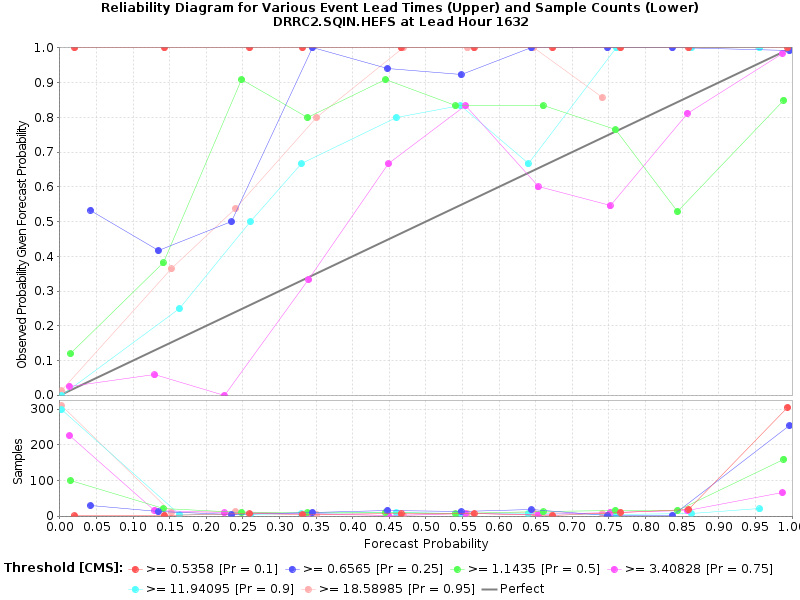 Reliability Diagram for Various Event Lead Times (Upper) and Sample Counts (Lower)
DRRC2.SQIN.HEFS at Lead Hour 1632
Observed Probability Given Forecast Probability
1.0
0.9
0.8
0.7
0.6
0.5
0.4
0.3
0.2
0.1
0.0
Samples
300
200
100
0
0.00 0.05 0.10 0.15 0.20 0.25 0.30 0.35 0.40 0.45 0.50 0.55 0.60 0.65 0.70 0.75 0.80 0.85 0.90 0.95 1.0
Forecast Probability
Threshold [CMS]: >= 0.5358 [Pr = 0.1] >= 0.6565 [Pr = 0.25] >= 1.1435 [Pr = 0.5] >= 3.40828 [Pr = 0.75]
>= 11.94095 [Pr = 0.9] >= 18.58985 [Pr = 0.95] Perfect